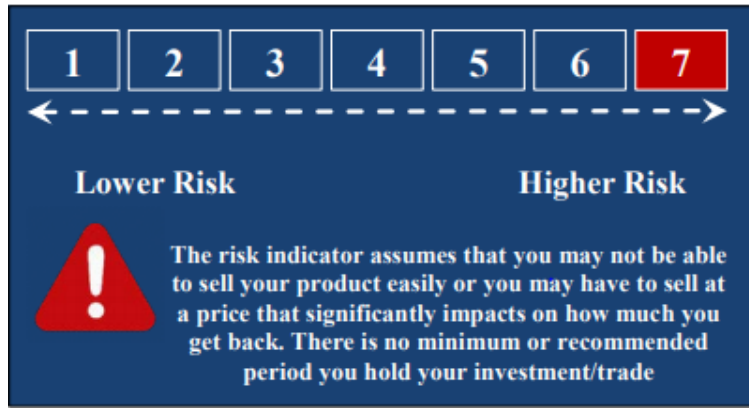 1 2 3 4 5 6 7
Lower Risk Higher Risk
The risk indicator assumes that you may not be able
to sell your product easily or you may have to sell at
a price that significantly impacts on how much you
get back. There is no minimum or recommended
period you hold your investment/trade